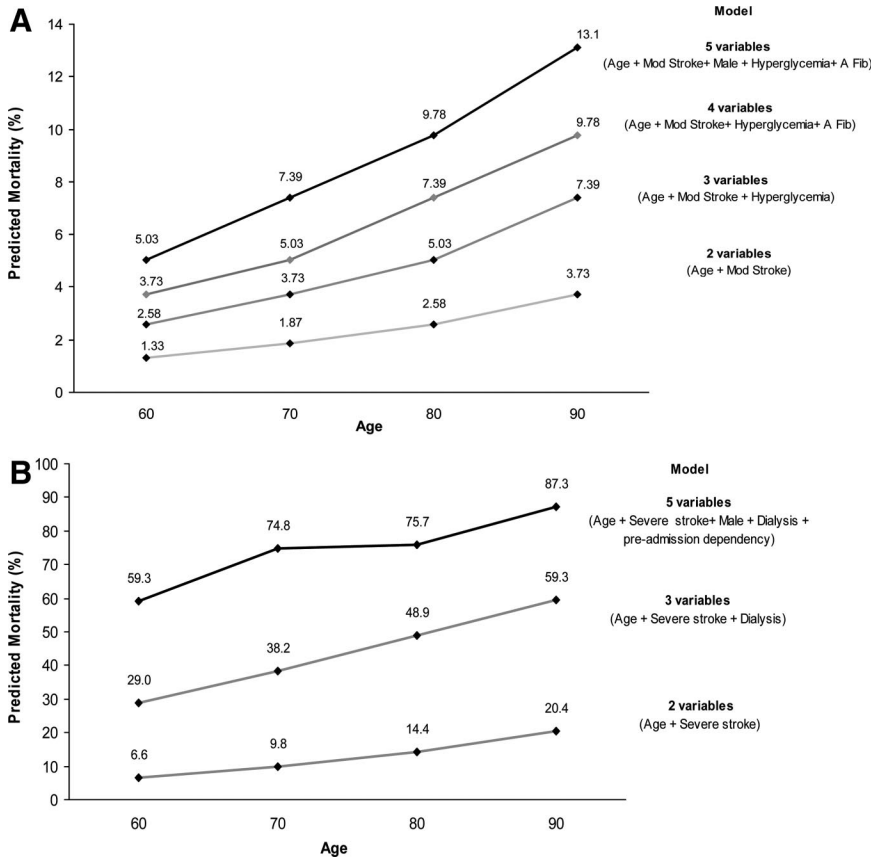 A
Model
14
12
10
8
6
4
2
0
Predicted Mortality (%)
5.03
7.39
9.78
13.1
3.73
5.03
7.39
9.78
2.58
3.73
5.03
7.39
1.33
1.87
2.58
3.73
5 variables
(Age + Mod Stroke+ Male + Hyperglycemia+ A Fib)
4 variables
(Age + Mod Stroke+ Hyperglycemia+ A Fib)
3 variables
(Age + Mod Stroke + Hyperglycemia)
2 variables
(Age + Mod Stroke)
60 70 80 90
Age
B
Model
100
90
80
70
60
50
40
30
20
10
0
Predicted Mortality (%)
59.3
74.8
75.7
87.3
29.0
38.2
48.9
59.3
6.6
9.8
14.4
20.4
5 variables
(Age + Severe stroke+ Male + Dialysis +
pre-admission dependency)
3 variables
(Age + Severe stroke + Dialysis)
2 variables
(Age + Severe stroke)
60 70 80 90
Age